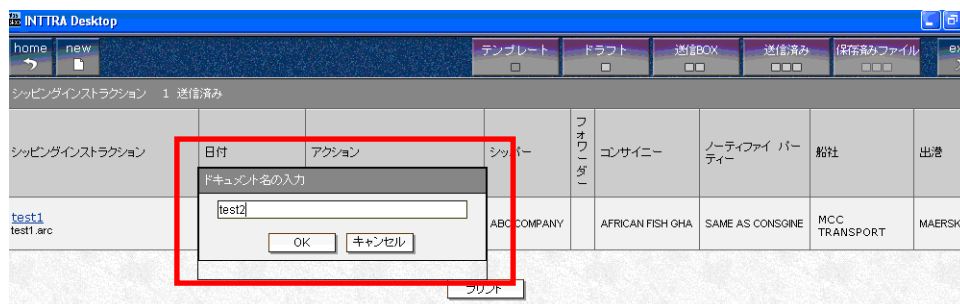 INTTRA Desktop
home new テンプレート ドラフト 送信BOX 送信済み 保存済みファイル
シッピングインストラクション 1 送信済み
シッピングインストラクション 日付 アクション シッパー フォワーダー コンサイニー ノーティファイ パーティー 船社 出港
ドキュメント名の入力
test2
OK キャンセル
test1 ABC COMPANY AFRICAN FISH GHA SAME AS CONSGINE MCC TRANSPORT MAERSK
test1.arc
プリント